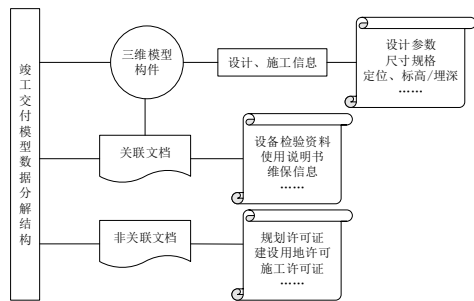 竣工交付模型数据分解结构
三维模型
构件
设计、施工信息
设计参数
尺寸规格
定位、标高/埋深
……
关联文档
设备检验资料
使用说明书
维保信息
……
非关联文档
规划许可证
建设用地许可
施工许可证
……